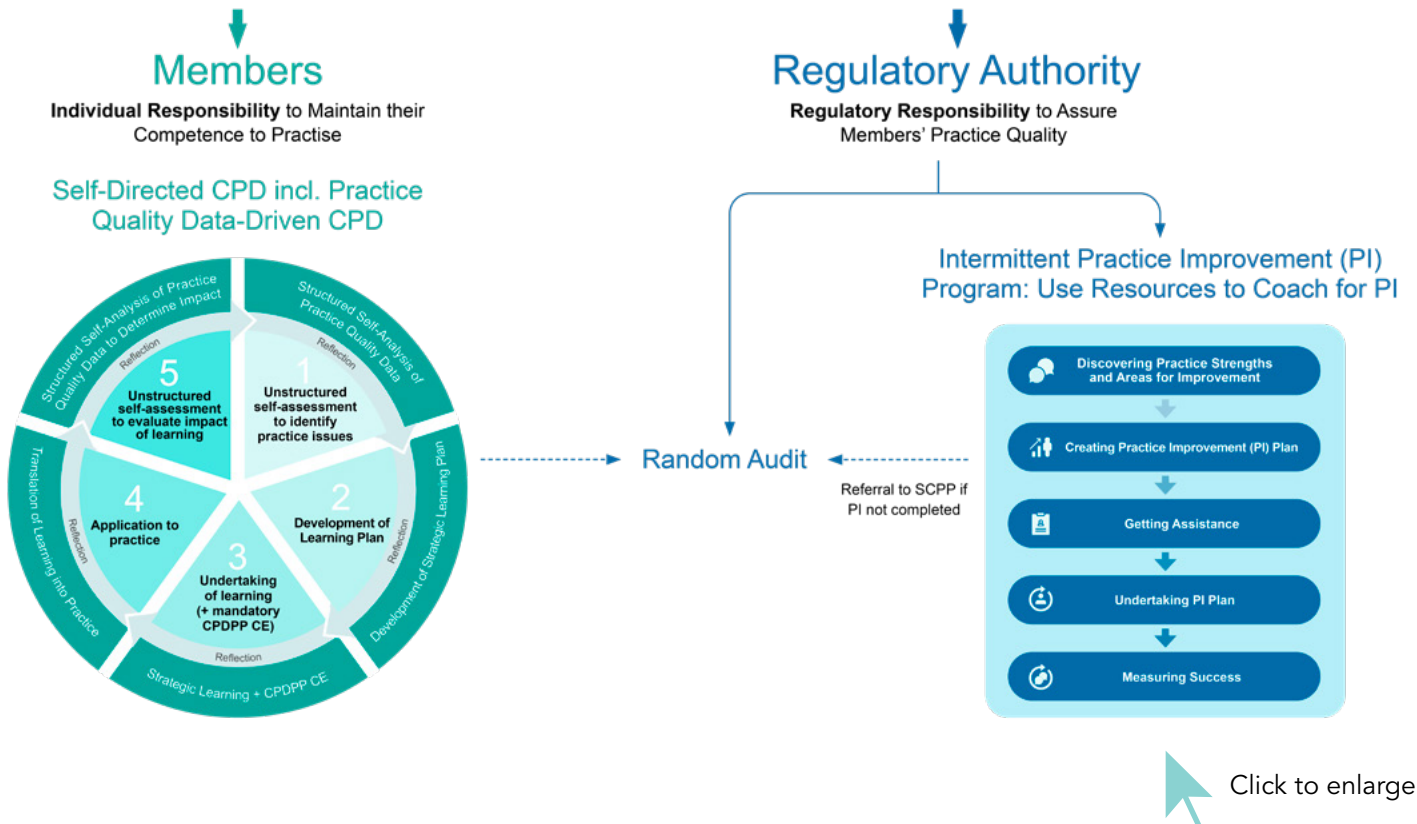 Members
Individual Responsibility to Maintain their
Competence to Practise
Self-Directed CPD incl. Practice
Quality Data-Driven CPD
Structured Self-Analysis of Practice
Quality Data to Determine Impact
Structured Self-Analysis of
Practice Quality Data
Development of Strategic Learning Plan
Strategic Learning + CPDPP CE
Translation of Learning into Practice
Reflection
Reflection
Reflection
Reflection
Reflection
1
Unstructured
self-assessment
to identify
practice issues
2
Development of
Learning Plan
3
Undertaking
of learning
(+ mandatory
CPDPP CE)
4
Application to
practice
5
Unstructured
self-assessment
to evaluate impact
of learning
Regulatory Authority
Regulatory Responsibility to Assure
Members' Practice Quality
Random Audit
Referral to SCPP if
PI not completed
Intermittent Practice Improvement (PI)
Program: Use Resources to Coach for PI
Discovering Practice Strengths
and Areas for Improvement
Creating Practice Improvement (PI) Plan
Getting Assistance
Undertaking PI Plan
Measuring Success
Click to enlarge